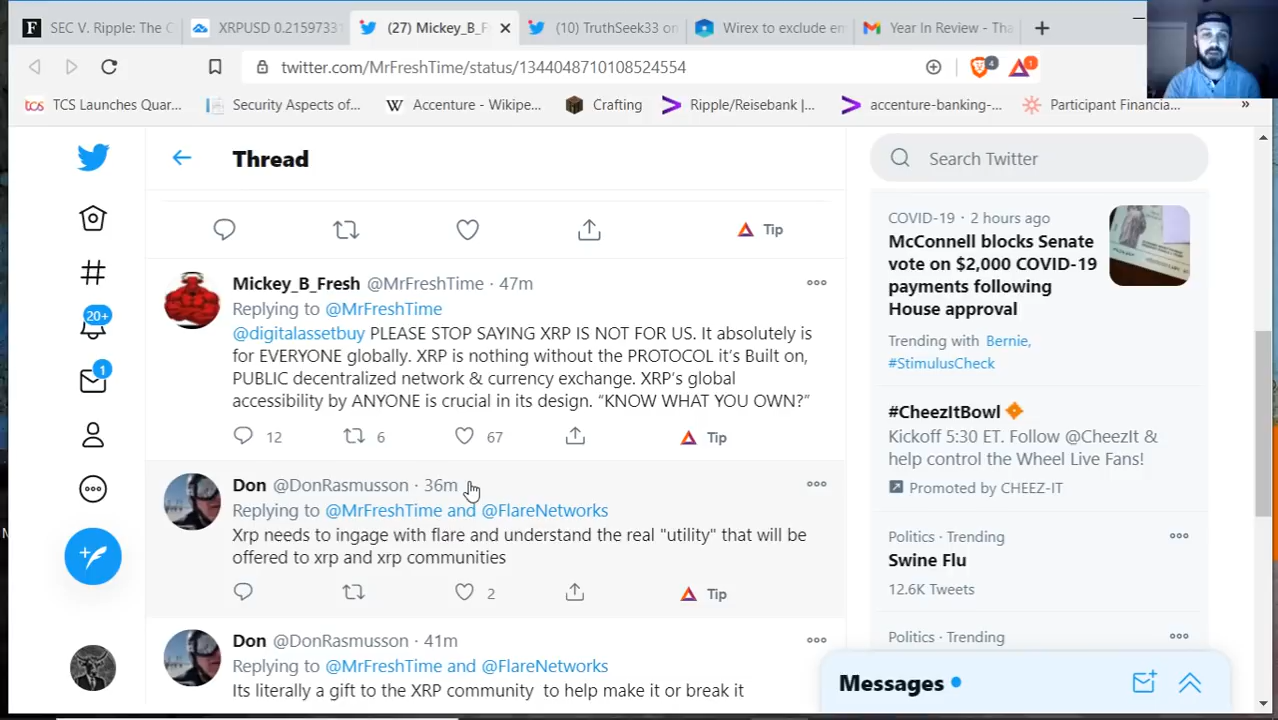 SEC V. Ripple: The C
XRPUSD 0.2159733
(27) Mickey_B_F
(10) TruthSeek33 on
Wirex to exclude en
Year In Review - Tha
twitter.com/MrFreshTime/status/1344048710108524554
4
1
TCS Launches Quar...
Security Aspects of...
Accenture - Wikipe...
Crafting
Ripple/Reisebank |...
accenture-banking-...
Participant Financia...
Thread
Search Twitter
Tip
COVID-19 · 2 hours ago
McConnell blocks Senate
vote on $2,000 COVID-19
payments following
House approval
Trending with Bernie,
#StimulusCheck
20+
1
Mickey_B_Fresh @MrFreshTime · 47m
Replying to @MrFreshTime
@digitalassetbuy PLEASE STOP SAYING XRP IS NOT FOR US. It absolutely is
for EVERYONE globally. XRP is nothing without the PROTOCOL it's Built on,
PUBLIC decentralized network & currency exchange. XRP's global
accessibility by ANYONE is crucial in its design. “KNOW WHAT YOU OWN?”
12
6
67
Tip
#CheezItBowl
Kickoff 5:30 ET. Follow @CheezIt &
help control the Wheel Live Fans!
Promoted by CHEEZ-IT
Don @DonRasmusson · 36m
Replying to @MrFreshTime and @FlareNetworks
Xrp needs to ingage with flare and understand the real "utility" that will be
offered to xrp and xrp communities
2
Tip
Politics · Trending
Swine Flu
12.6K Tweets
Politics · Trending
Don @DonRasmusson · 41m
Replying to @MrFreshTime and @FlareNetworks
Its literally a gift to the XRP community to help make it or break it
Messages